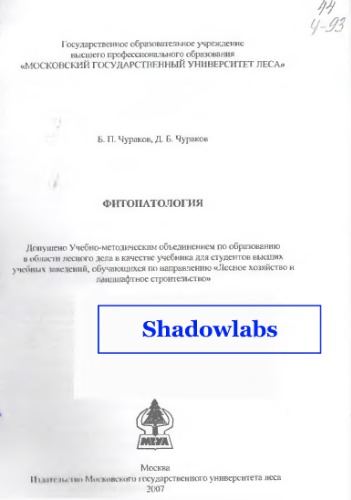 44
Ч-93
Государственное образовательное учреждение
высшего профессионального образования
«МОСКОВСКИЙ ГОСУДАРСТВЕННЫЙ УНИВЕРСИТЕТ ЛЕСА»
Б. П. Чураков, Д. Б. Чураков
ФИТОПАТОЛОГИЯ
Допущено Учебно-методическим объединением по образованию
в области лесного дела в качестве учебника для студентов высших
учебных заведений, обучающихся по направлению «Лесное хозяйство и
ландшафтное строительство»
Shadowlabs
МГУЛ
Москва
Издательство Московского государственного университета леса
2007